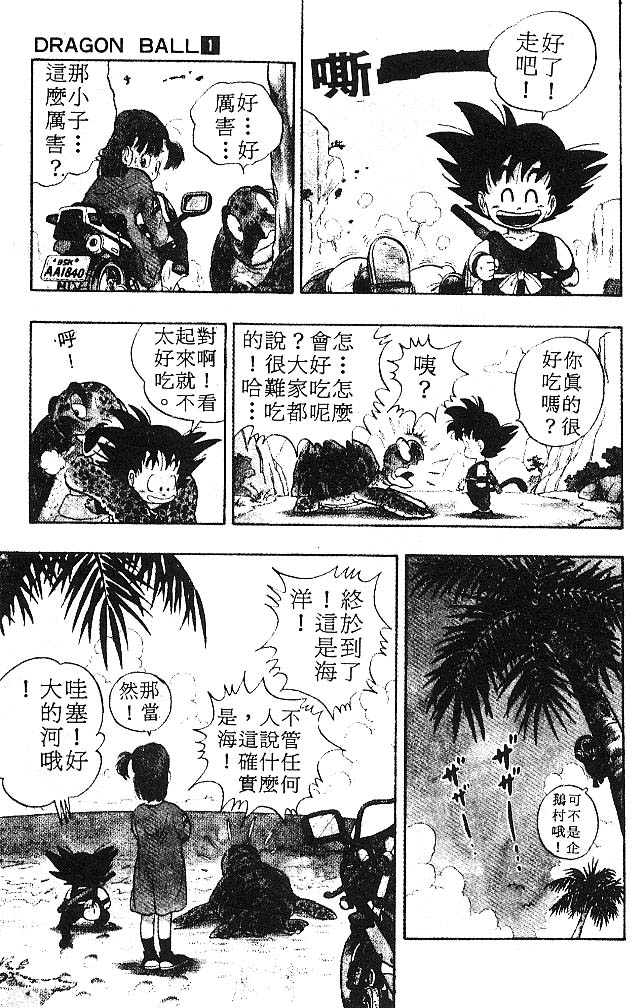 DRAGON BALL 1
好了！
走吧！
嘶
好…好
厲害…
那小子…
這麼厲害？
*BSK*
AA1840
你真的很
好吃嗎？
咦？
怎…怎麼
會好吃呢
？大家都
說很難吃
的！哈…
對啊！看
起來就不
太好吃。
呼！
ザザ
ザザ
可不是企
鵝村哦！
終於到了
！這是海
洋！
不管任何
人說什麼
，這確實
是海！
那當
然！
哇塞！好
大的河哦
！